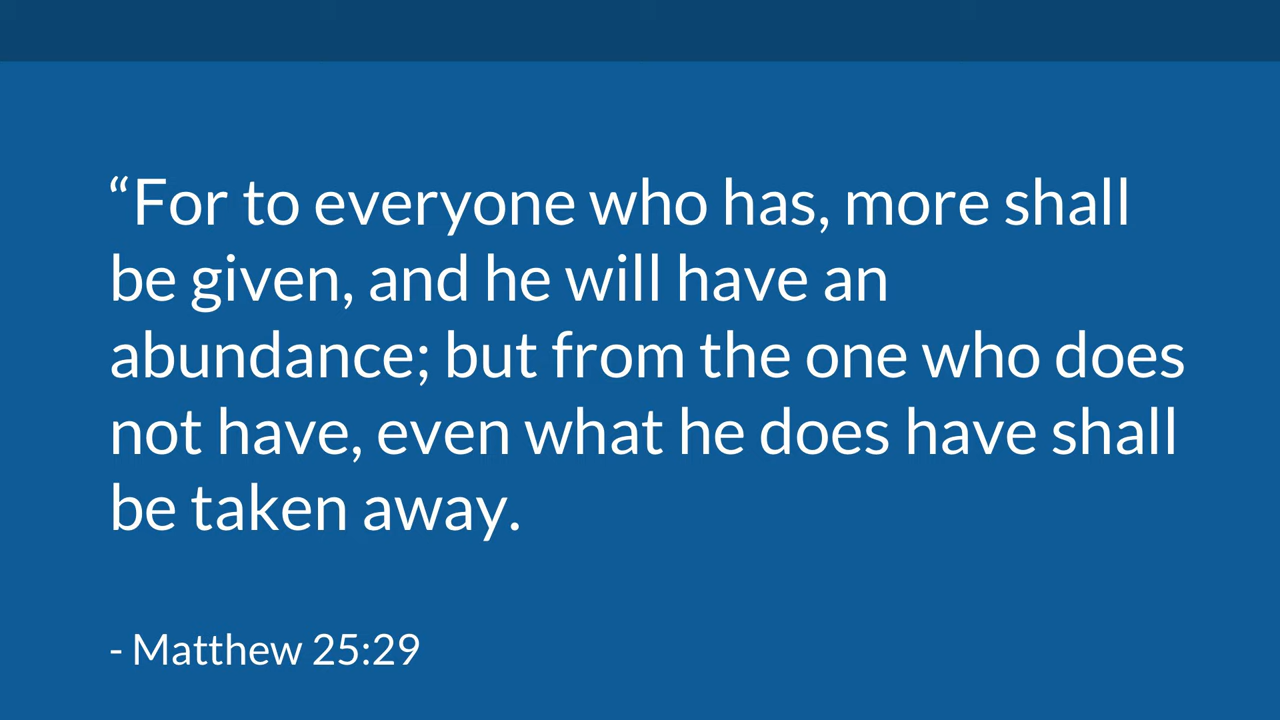 “For to everyone who has, more shall
be given, and he will have an
abundance; but from the one who does
not have, even what he does have shall
be taken away.
- Matthew 25:29